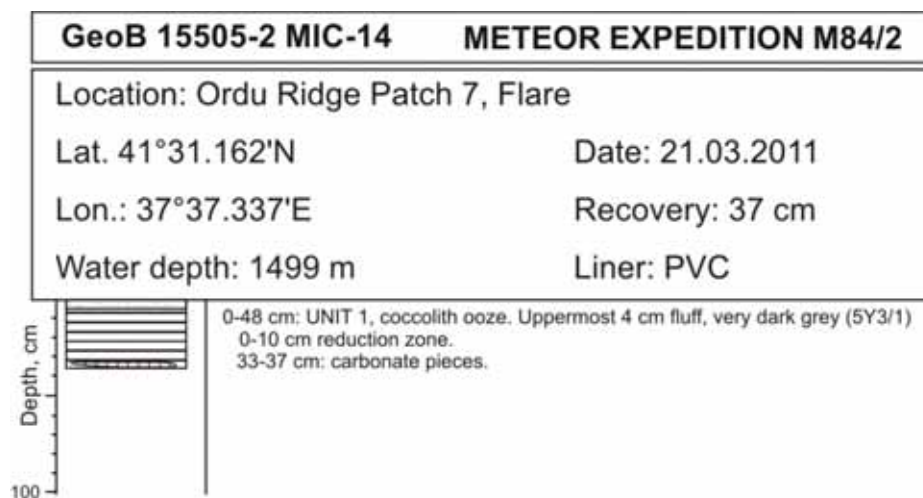 GeoB 15505-2 MIC-14 METEOR EXPEDITION M84/2
Location: Ordu Ridge Patch 7, Flare
Lat. 41°31.162'N Date: 21.03.2011
Lon.: 37°37.337'E Recovery: 37 cm
Water depth: 1499 m Liner: PVC
0-48 cm: UNIT 1, coccolith ooze. Uppermost 4 cm fluff, very dark grey (5Y3/1)
0-10 cm reduction zone.
33-37 cm: carbonate pieces.
Depth, cm
100